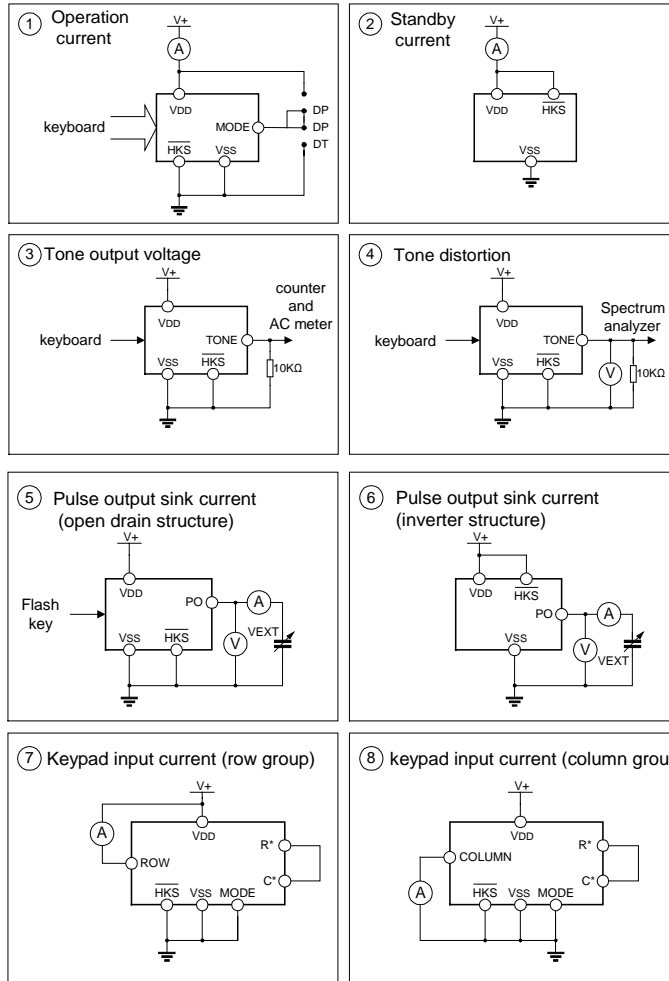 1 Operation
current
V+
A
VDD
keyboard
MODE
DP
DP
DT
HKS
VSS
2 Standby
current
V+
A
VDD
HKS
VSS
3 Tone output voltage
V+
VDD
keyboard
TONE
counter
and
AC meter
VSS
HKS
10KΩ
4 Tone distortion
V+
VDD
keyboard
TONE
Spectrum
analyzer
VSS
HKS
V
10KΩ
5 Pulse output sink current
(open drain structure)
V+
VDD
Flash
key
PO
A
VSS
HKS
V
VEXT
6 Pulse output sink current
(inverter structure)
V+
VDD
HKS
PO
A
VSS
V
VEXT
7 Keypad input current (row group)
V+
A
VDD
ROW
R*
C*
HKS
VSS
MODE
8 keypad input current (column grou
V+
VDD
COLUMN
A
R*
C*
HKS
VSS
MODE